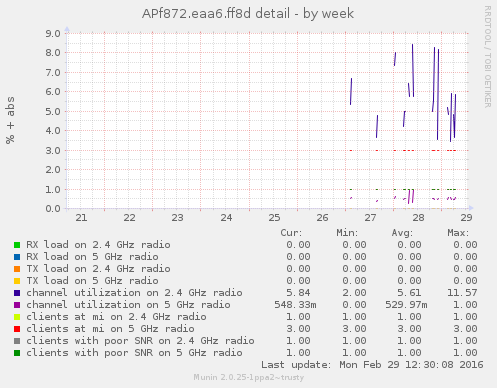 APf872.eaa6.ff8d detail - by week
RRDTOOL / TOBI OETIKER
% + abs
9.0
8.0
7.0
6.0
5.0
4.0
3.0
2.0
1.0
0.0
21 22 23 24 25 26 27 28 29
Cur: Min: Avg: Max:
RX load on 2.4 GHz radio 0.00 0.00 0.00 0.00
RX load on 5 GHz radio 0.00 0.00 0.00 0.00
TX load on 2.4 GHz radio 0.00 0.00 0.00 0.00
TX load on 5 GHz radio 0.00 0.00 0.00 0.00
channel utilization on 2.4 GHz radio 5.84 2.00 5.61 11.57
channel utilization on 5 GHz radio 548.33m 0.00 529.97m 1.00
clients at mi on 2.4 GHz radio 1.00 1.00 1.00 1.00
clients at mi on 5 GHz radio 3.00 3.00 3.00 3.00
clients with poor SNR on 2.4 GHz radio 1.00 1.00 1.00 1.00
clients with poor SNR on 5 GHz radio 1.00 1.00 1.00 1.00
Last update: Mon Feb 29 12:30:08 2016
Munin 2.0.25-1ppa2~trusty